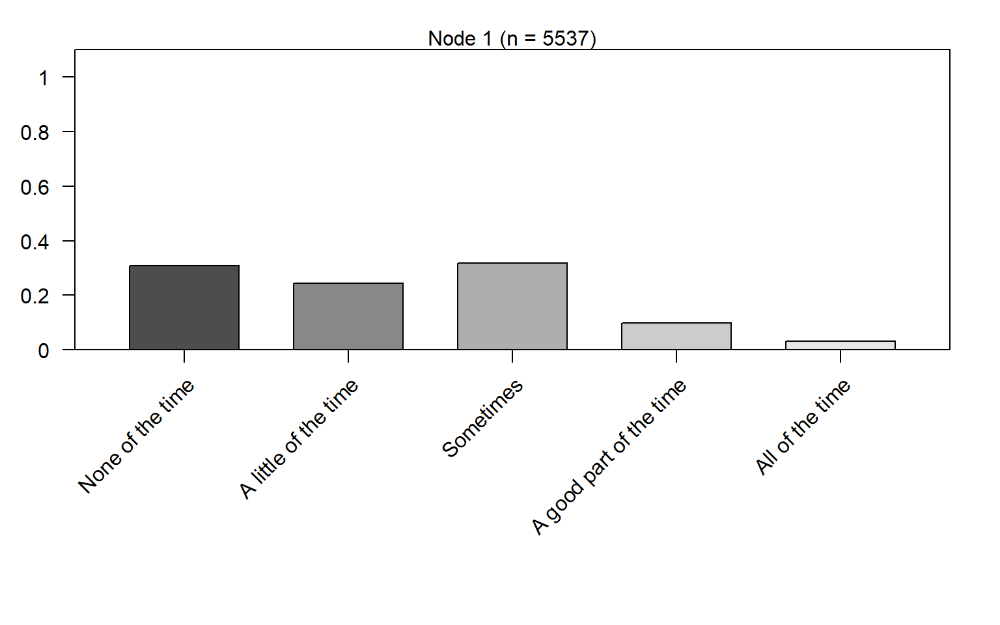 Node 1 (n = 5537)
1
0.8
0.6
0.4
0.2
0
None of the time
A little of the time
Sometimes
A good part of the time
All of the time